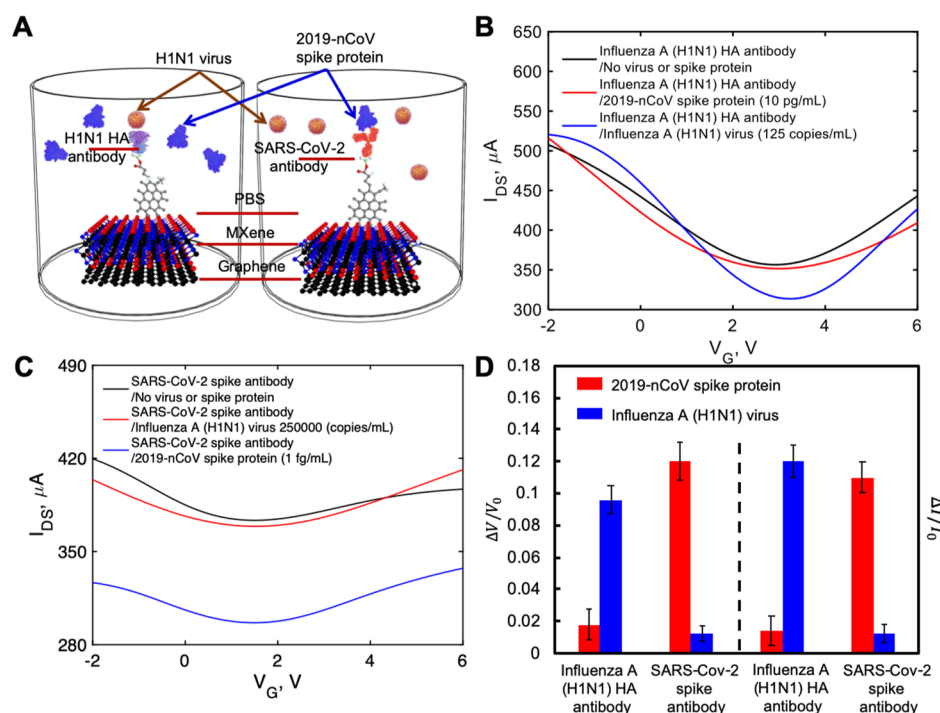 A
H1N1 virus
2019-nCoV
spike protein
H1N1 HA
antibody
SARS-CoV-2
antibody
PBS
MXene
Graphene
B
650
600
550
500
450
400
350
300
-2
0
2
4
6
I_DS, μA
V_G, V
Influenza A (H1N1) HA antibody
/No virus or spike protein
Influenza A (H1N1) HA antibody
/2019-nCoV spike protein (10 pg/mL)
Influenza A (H1N1) HA antibody
/Influenza A (H1N1) virus (125 copies/mL)
C
490
420
350
280
-2
0
2
4
6
I_DS, μA
V_G, V
SARS-CoV-2 spike antibody
/No virus or spike protein
SARS-CoV-2 spike antibody
/Influenza A (H1N1) virus 250000 (copies/mL)
SARS-CoV-2 spike antibody
/2019-nCoV spike protein (1 fg/mL)
D
0.2
0.18
0.16
0.14
0.12
0.1
0.08
0.06
0.04
0.02
0
ΔV/V₀
2019-nCoV spike protein
Influenza A (H1N1) virus
Influenza A
(H1N1) HA
antibody
SARS-Cov-2
spike
antibody
Influenza A
(H1N1) HA
antibody
SARS-Cov-2
spike
antibody